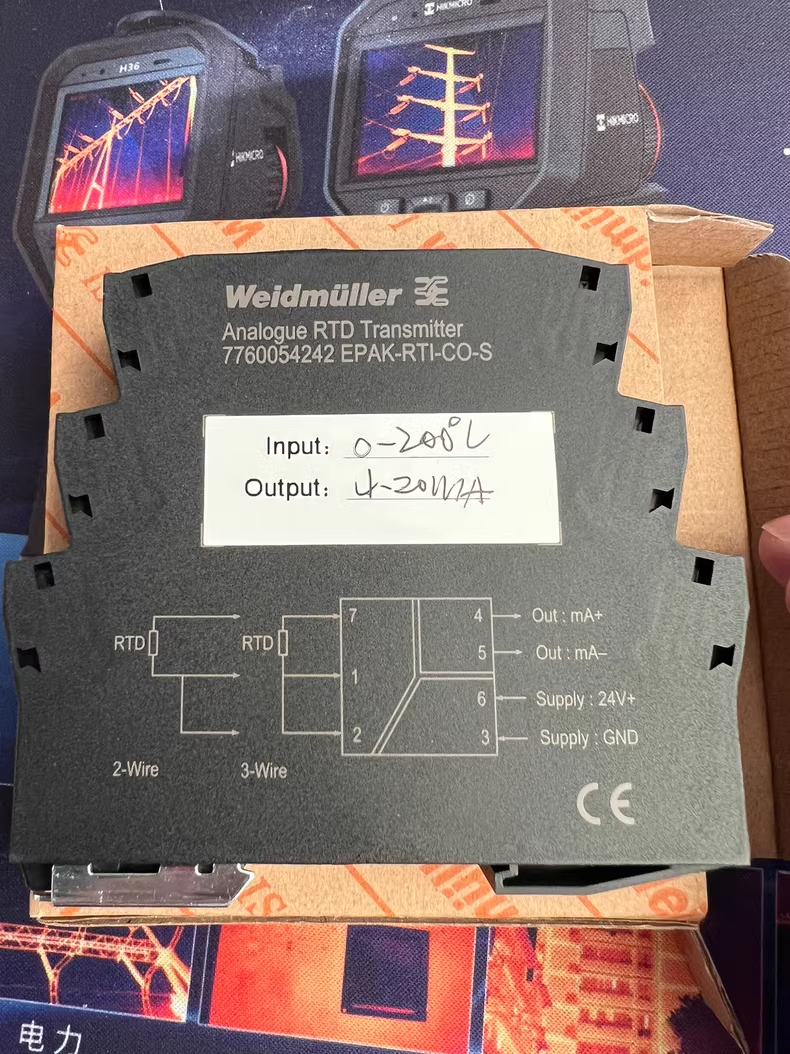 H36
HIKMICRO
HIKMICRO
HIKMICRO
Weidmüller
Analogue RTD Transmitter
7760054242 EPAK-RTI-CO-S
Input: 0-200°C
Output: 4-20mA
7 4 Out : mA+
RTD RTD 5 Out : mA–
1 6 Supply : 24V+
2 3 Supply : GND
2-Wire 3-Wire
CE
电力